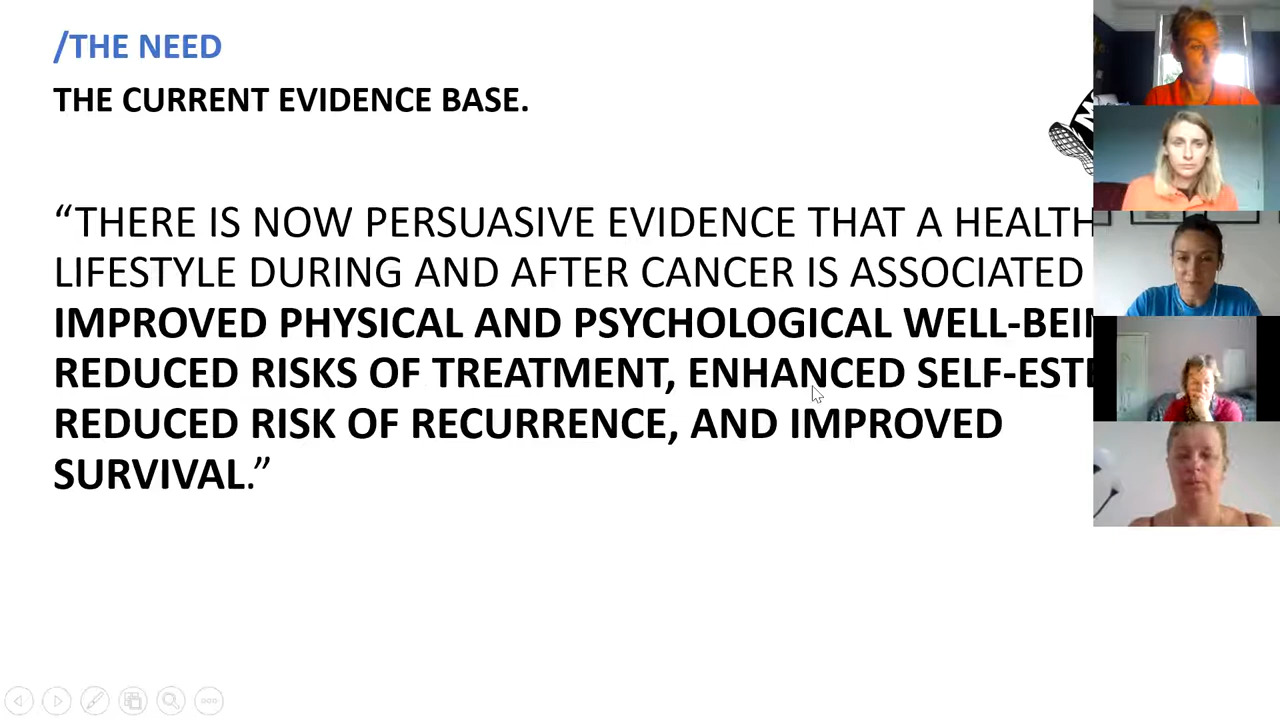 /THE NEED
THE CURRENT EVIDENCE BASE.
“THERE IS NOW PERSUASIVE EVIDENCE THAT A HEALTH
LIFESTYLE DURING AND AFTER CANCER IS ASSOCIATED
IMPROVED PHYSICAL AND PSYCHOLOGICAL WELL-BEIN
REDUCED RISKS OF TREATMENT, ENHANCED SELF-ESTE
REDUCED RISK OF RECURRENCE, AND IMPROVED
SURVIVAL.”